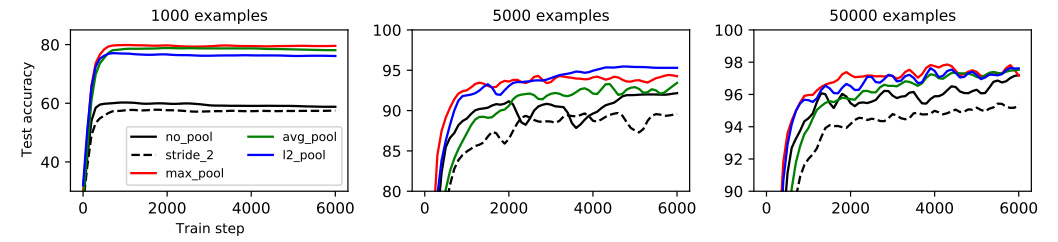 1000 examples
5000 examples
50000 examples
Test accuracy
80
60
40
no_pool
stride_2
max_pool
avg_pool
l2_pool
0
2000
4000
6000
Train step
100
95
90
85
80
0
2000
4000
6000
100
98
96
94
92
90
0
2000
4000
6000